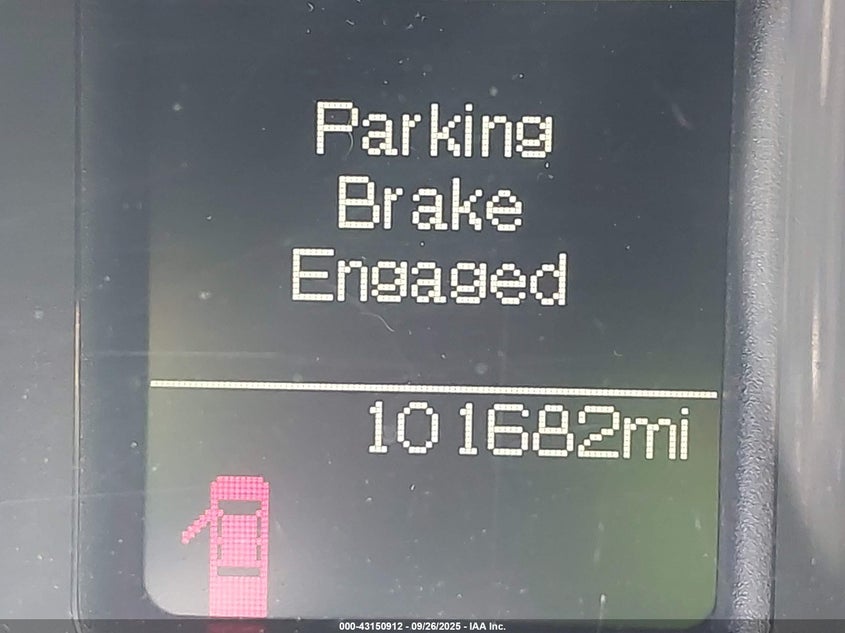 Parking
Brake
Engaged
101682mi
000-43150912 - 09/26/2025 - IAA Inc.